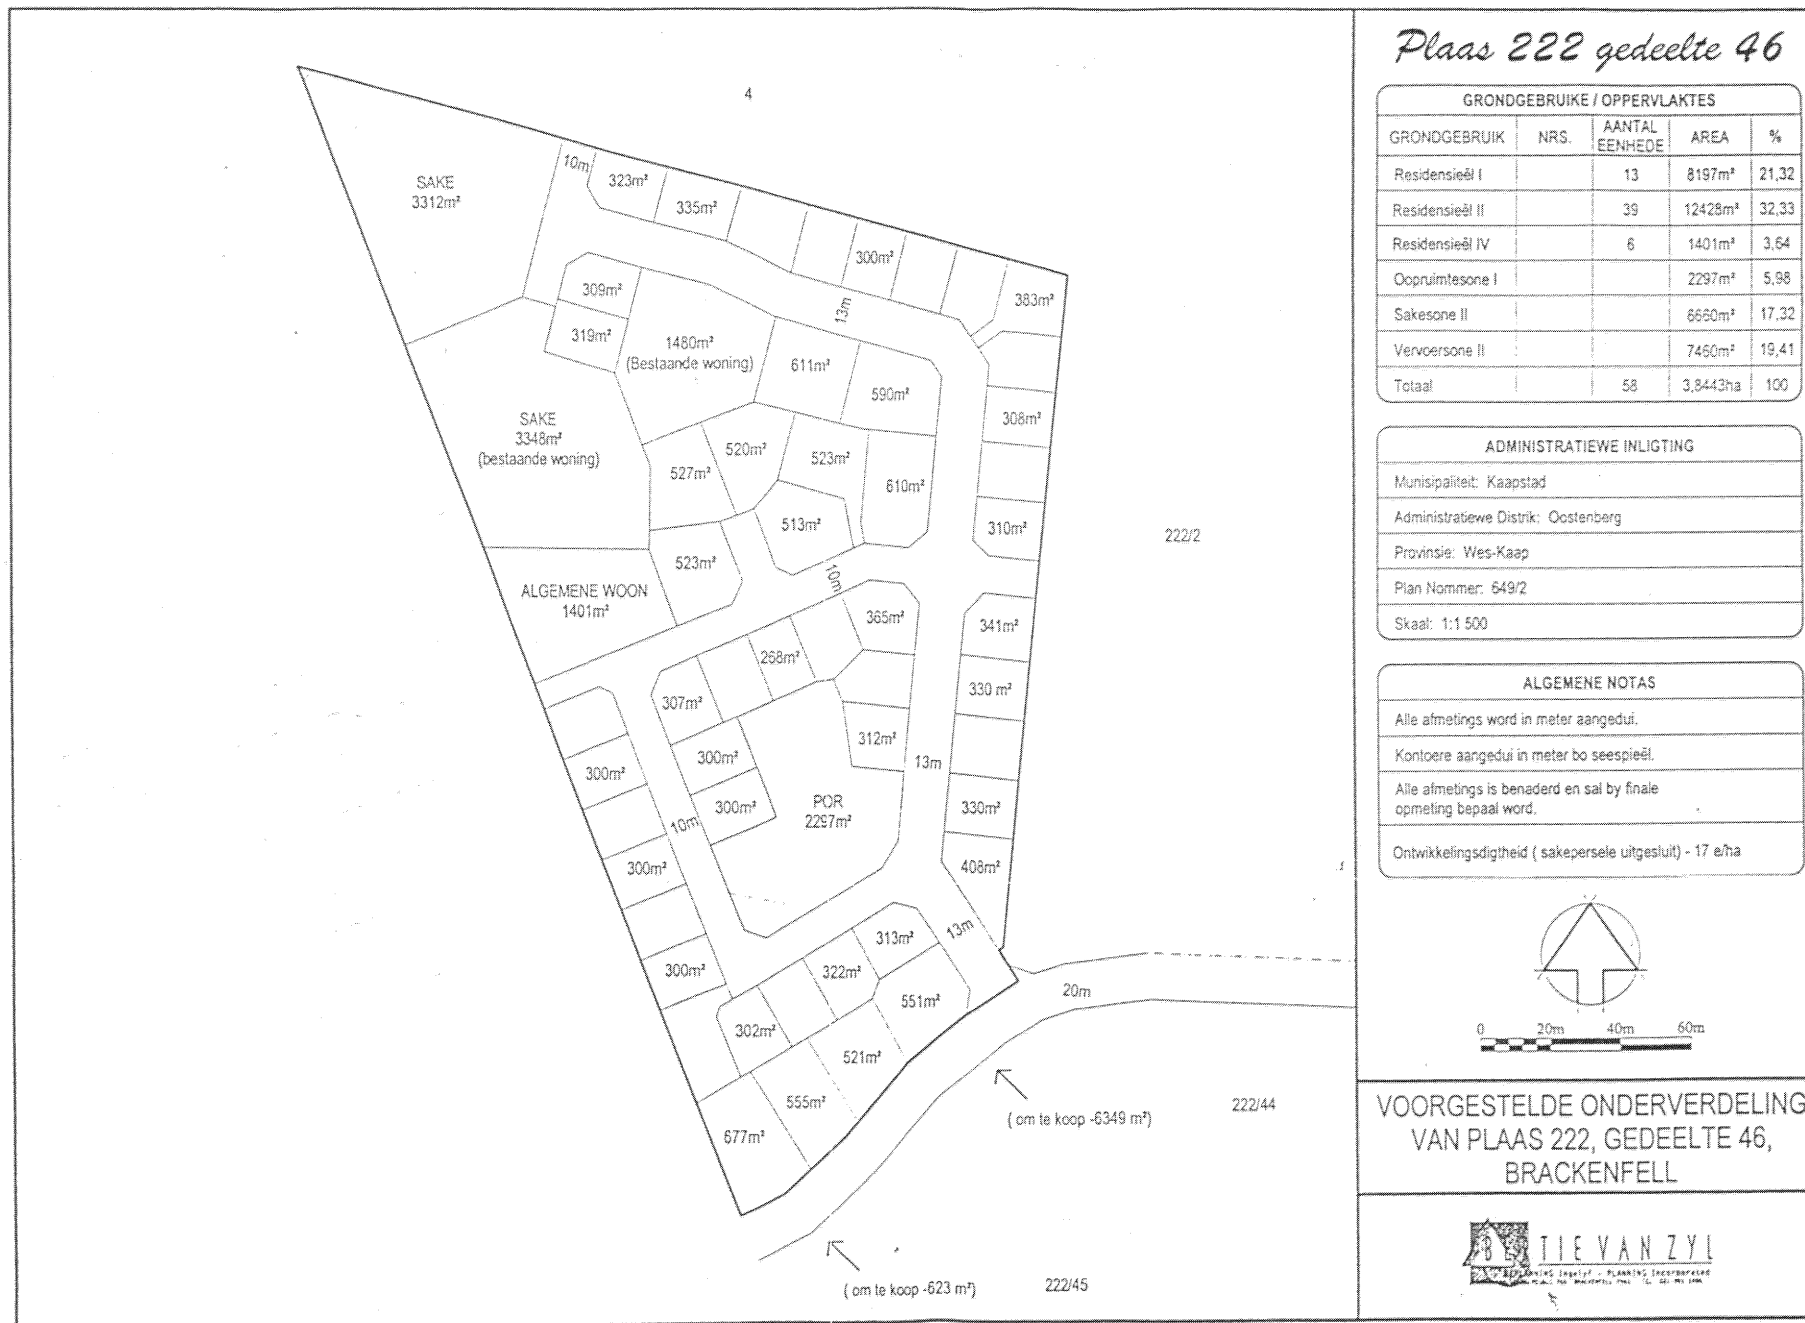 Plaas 222 gedeelte 46
GRONDGEBRUIKE / OPPERVLAKTES
GRONDGEBRUIK NRS. AANTAL EENHEDE AREA %
Residensieël I 13 8197m² 21,32
Residensieël II 39 12428m² 32,33
Residensieël IV 6 1401m² 3,64
Oopruimtesone I 2297m² 5,98
Sakesone II 6660m² 17,32
Vervoersone II 7460m² 19,41
Totaal 58 3,8443ha 100
ADMINISTRATIEWE INLIGTING
Munisipaliteit: Kaapstad
Administratiewe Distrik: Oostenberg
Provinsie: Wes-Kaap
Plan Nommer: 649/2
Skaal: 1:1 500
ALGEMENE NOTAS
Alle afmetings word in meter aangedui.
Kontoere aangedui in meter bo seespieël.
Alle afmetings is benaderd en sal by finale
opmeting bepaal word.
Ontwikkelingsdigtheid ( sakepersele uitgesluit) - 17 e/ha
0 20m 40m 60m
VOORGESTELDE ONDERVERDELING
VAN PLAAS 222, GEDEELTE 46,
BRACKENFELL
TIE VAN ZYL
4
SAKE
3312m²
10m
323m²
335m²
300m²
383m²
13m
309m²
319m²
1480m²
(Bestaande woning)
611m²
590m²
308m²
SAKE
3348m²
(bestaande woning)
527m²
520m²
523m²
610m²
513m²
310m²
222/2
523m²
10m
ALGEMENE WOON
1401m²
365m²
341m²
268m²
330 m²
307m²
312m²
300m²
300m²
13m
300m²
10m
POR
2297m²
330m²
300m²
408m²
313m²
13m
300m²
322m²
551m²
20m
302m²
521m²
555m²
677m²
( om te koop -6349 m²)
222/44
( om te koop -623 m²)
222/45